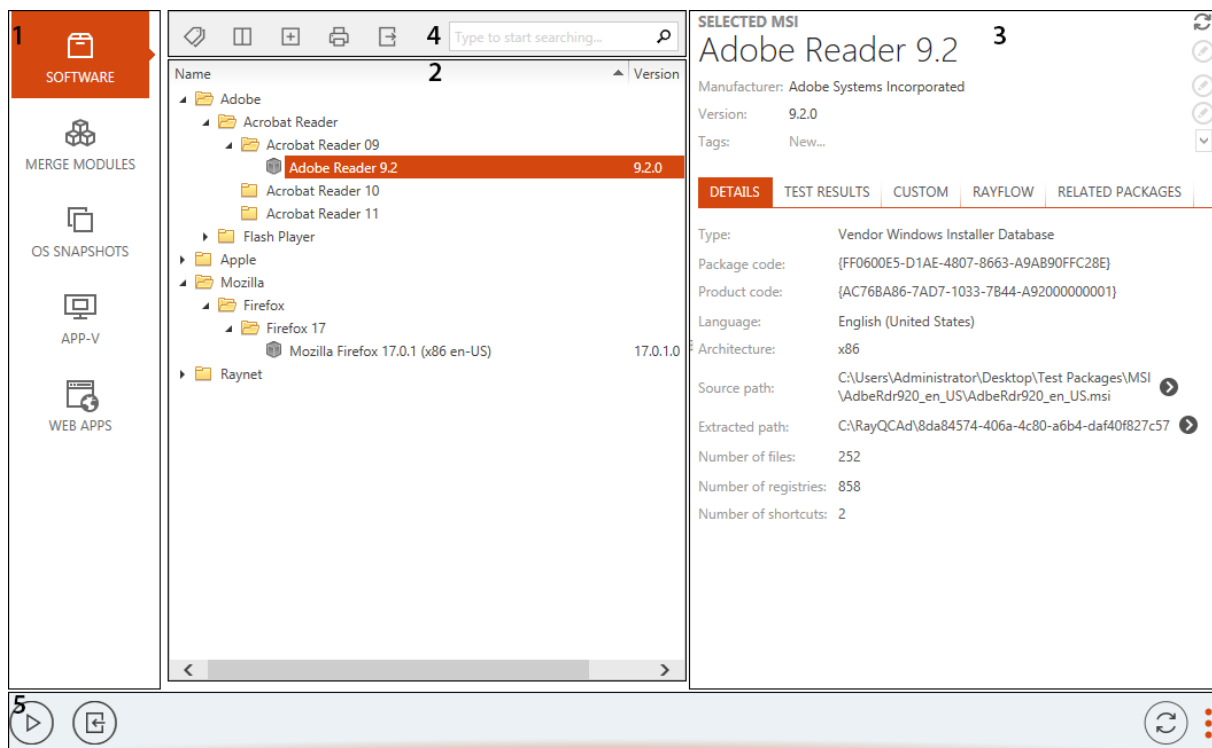 1
SOFTWARE
MERGE MODULES
OS SNAPSHOTS
APP-V
WEB APPS
4
Type to start searching...
2
Name
Version
Adobe
Acrobat Reader
Acrobat Reader 09
Adobe Reader 9.2 9.2.0
Acrobat Reader 10
Acrobat Reader 11
Flash Player
Apple
Mozilla
Firefox
Firefox 17
Mozilla Firefox 17.0.1 (x86 en-US) 17.0.1.0
Raynet
SELECTED MSI
3
Adobe Reader 9.2
Manufacturer: Adobe Systems Incorporated
Version: 9.2.0
Tags: New...
DETAILS TEST RESULTS CUSTOM RAYFLOW RELATED PACKAGES
Type: Vendor Windows Installer Database
Package code: {FF0600E5-D1AE-4807-8663-A9AB90FFC28E}
Product code: {AC76BA86-7AD7-1033-7B44-A92000000001}
Language: English (United States)
Architecture: x86
Source path: C:\Users\Administrator\Desktop\Test Packages\MSI
\AdbeRdr920_en_US\AdbeRdr920_en_US.msi
Extracted path: C:\RayQCAd\8da84574-406a-4c80-a6b4-daf40f827c57
Number of files: 252
Number of registries: 858
Number of shortcuts: 2
5